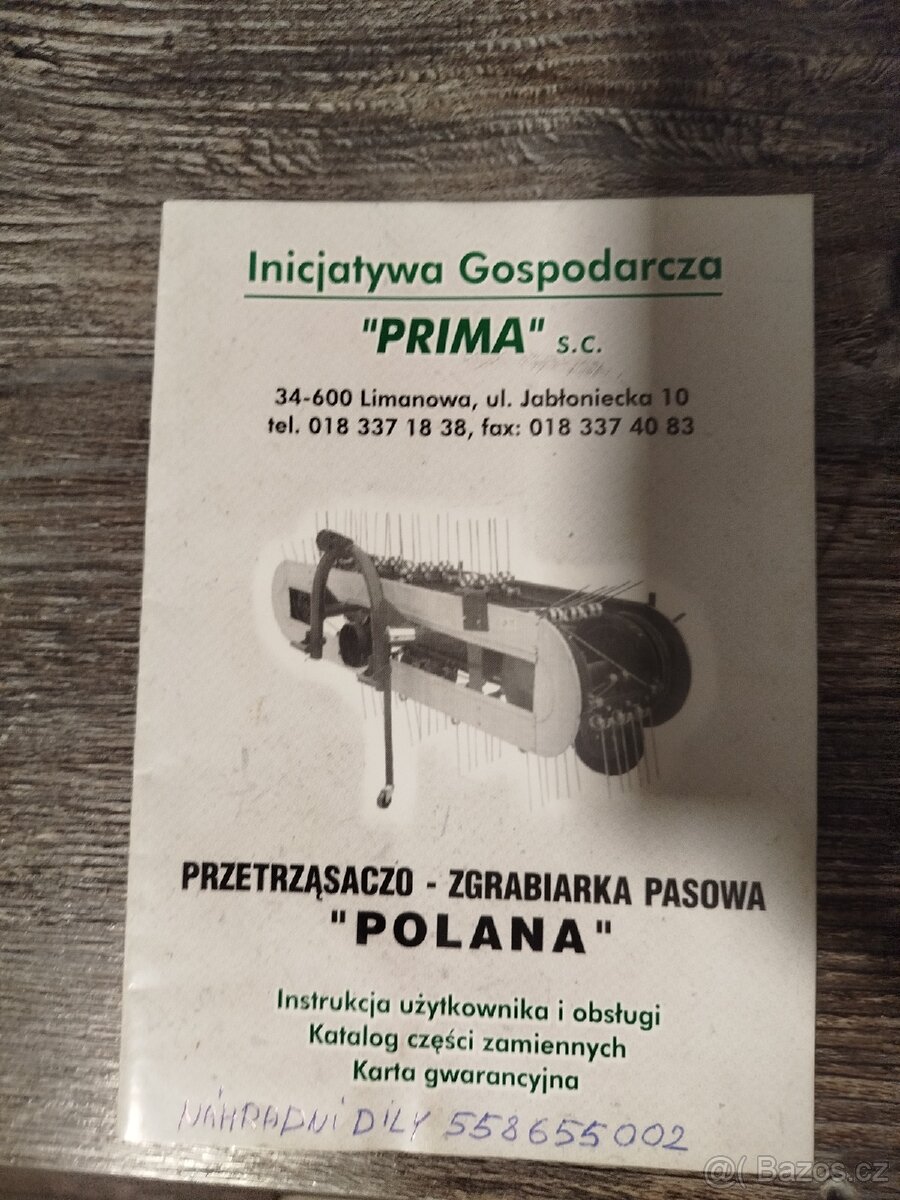 Inicjatywa Gospodarcza
"PRIMA" s.c.
34-600 Limanowa, ul. Jabłoniecka 10
tel. 018 337 18 38, fax: 018 337 40 83
PRZETRZĄSACZO - ZGRABIARKA PASOWA
"POLANA"
Instrukcja użytkownika i obsługi
Katalog części zamiennych
Karta gwarancyjna
NÁHRADNÍ DÍLY 558655002
@( Bazos.cz